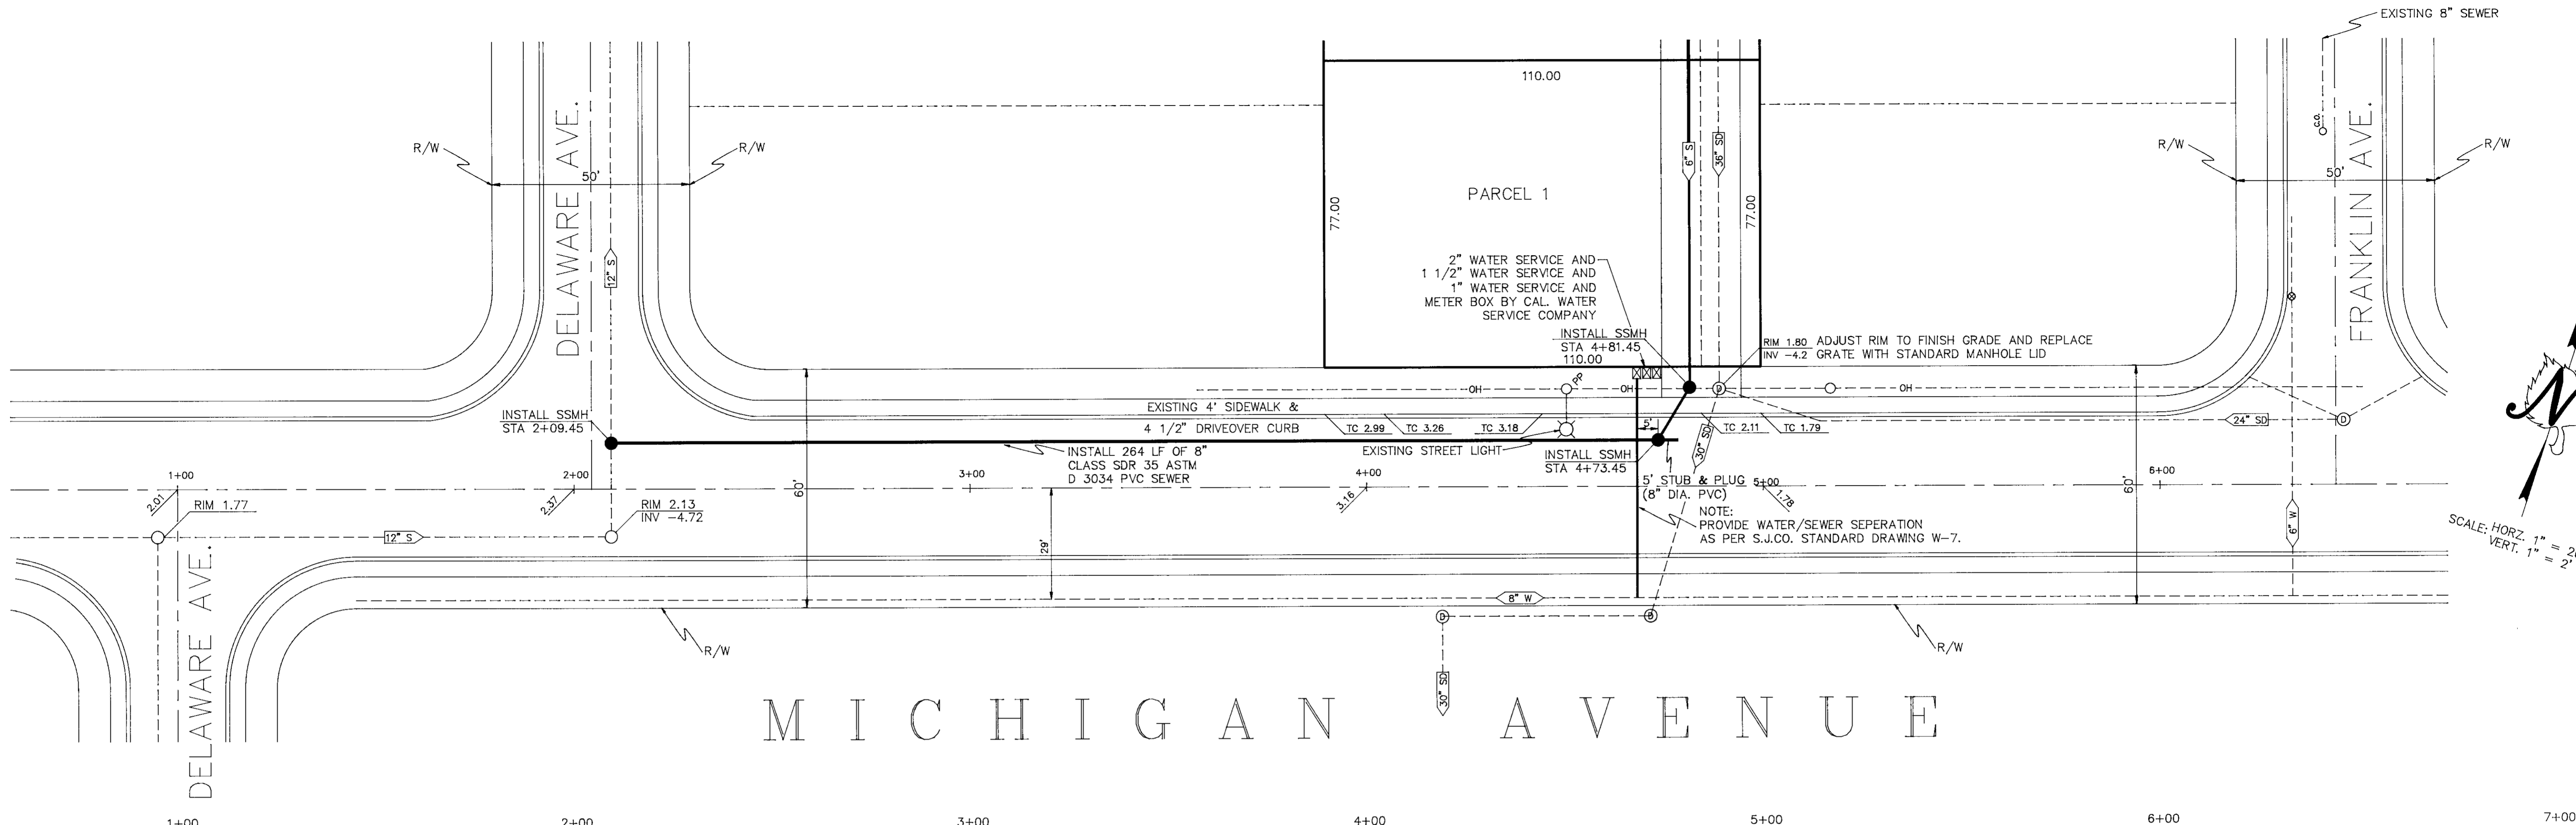 EXISTING 8" SEWER
110.00
R/W
R/W
R/W
R/W
50'
50'
DELAWARE AVE.
12" S
77.00
PARCEL 1
77.00
6" S
36" SD
C.O.
FRANKLIN AVE.
2" WATER SERVICE AND
1 1/2" WATER SERVICE AND
1" WATER SERVICE AND
METER BOX BY CAL. WATER
SERVICE COMPANY
INSTALL SSMH
STA 4+81.45
110.00
RIM 1.80 ADJUST RIM TO FINISH GRADE AND REPLACE
INV -4.2 GRATE WITH STANDARD MANHOLE LID
OH
PP
OH
D
OH
INSTALL SSMH
STA 2+09.45
EXISTING 4' SIDEWALK &
4 1/2" DRIVEOVER CURB
TC 2.99
TC 3.26
TC 3.18
5'
TC 2.11
TC 1.79
24" SD
D
30" SD
N
INSTALL 264 LF OF 8"
CLASS SDR 35 ASTM
D 3034 PVC SEWER
EXISTING STREET LIGHT
INSTALL SSMH
STA 4+73.45
1+00
2+00
3+00
4+00
5+00
6+00
2.01
2.37
3.16
1.78
60'
60'
5' STUB & PLUG
(8" DIA. PVC)
NOTE:
PROVIDE WATER/SEWER SEPERATION
AS PER S.J.CO. STANDARD DRAWING W-7.
RIM 1.77
RIM 2.13
INV -4.72
12" S
29'
6" W
SCALE: HORZ. 1" =
VERT. 1" = 2'
8" W
D
D
R/W
R/W
30" SD
DELAWARE AVE.
MICHIGAN AVENUE
1+00
2+00
3+00
4+00
5+00
6+00
7+00